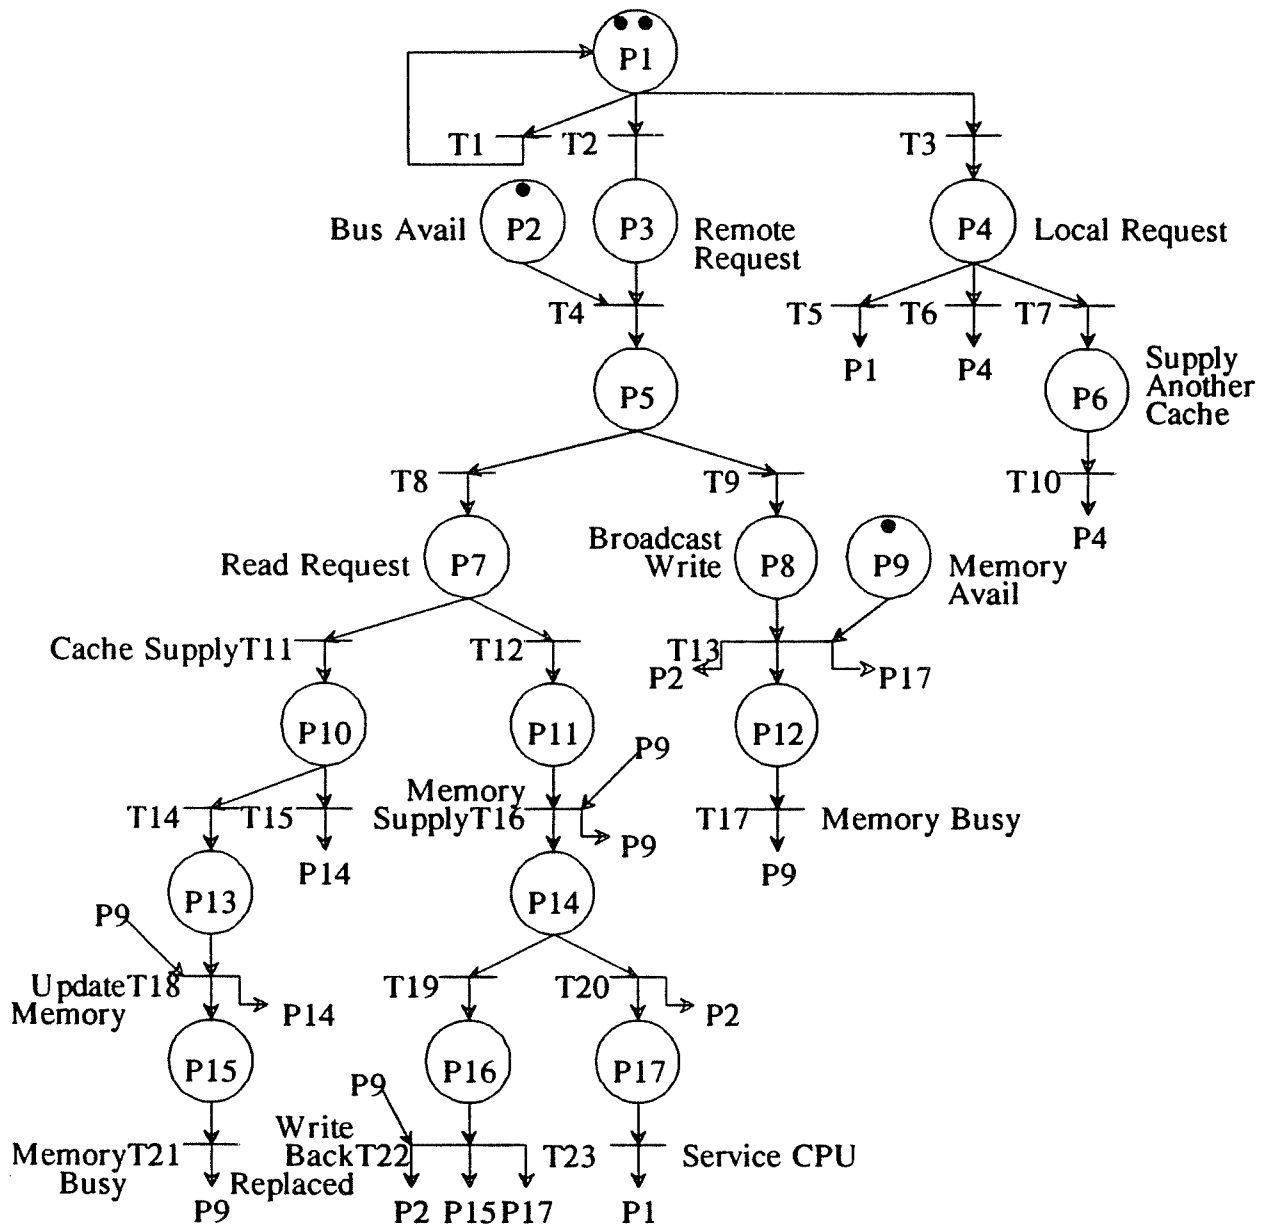 P1
T1
T2
T3
Bus Avail
P2
P3
Remote
Request
P4
Local Request
T4
T5
T6
T7
P1
P4
P5
P6
Supply
Another
Cache
T8
T9
T10
P4
Read Request
P7
Broadcast
Write
P8
P9
Memory
Avail
Cache SupplyT11
T12
T13
P2
P17
P10
P11
P9
P12
T14
T15
Memory
SupplyT16
P9
T17
Memory Busy
P14
P9
P13
P14
P9
UpdateT18
Memory
P14
T19
T20
P2
P15
P9
P16
P17
MemoryT21
Busy
Write
BackT22
Replaced
T23
Service CPU
P9
P2
P15
P17
P1